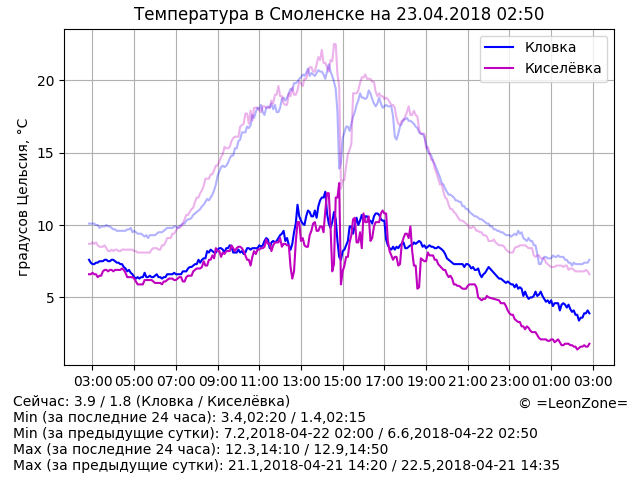 Температура в Смоленске на 23.04.2018 02:50
градусов Цельсия, °C
20
15
10
5
Кловка
Киселёвка
03:00 05:00 07:00 09:00 11:00 13:00 15:00 17:00 19:00 21:00 23:00 01:00 03:00
Сейчас: 3.9 / 1.8 (Кловка / Киселёвка)
© =LeonZone=
Min (за последние 24 часа): 3.4,02:20 / 1.4,02:15
Min (за предыдущие сутки): 7.2,2018-04-22 02:00 / 6.6,2018-04-22 02:50
Max (за последние 24 часа): 12.3,14:10 / 12.9,14:50
Max (за предыдущие сутки): 21.1,2018-04-21 14:20 / 22.5,2018-04-21 14:35